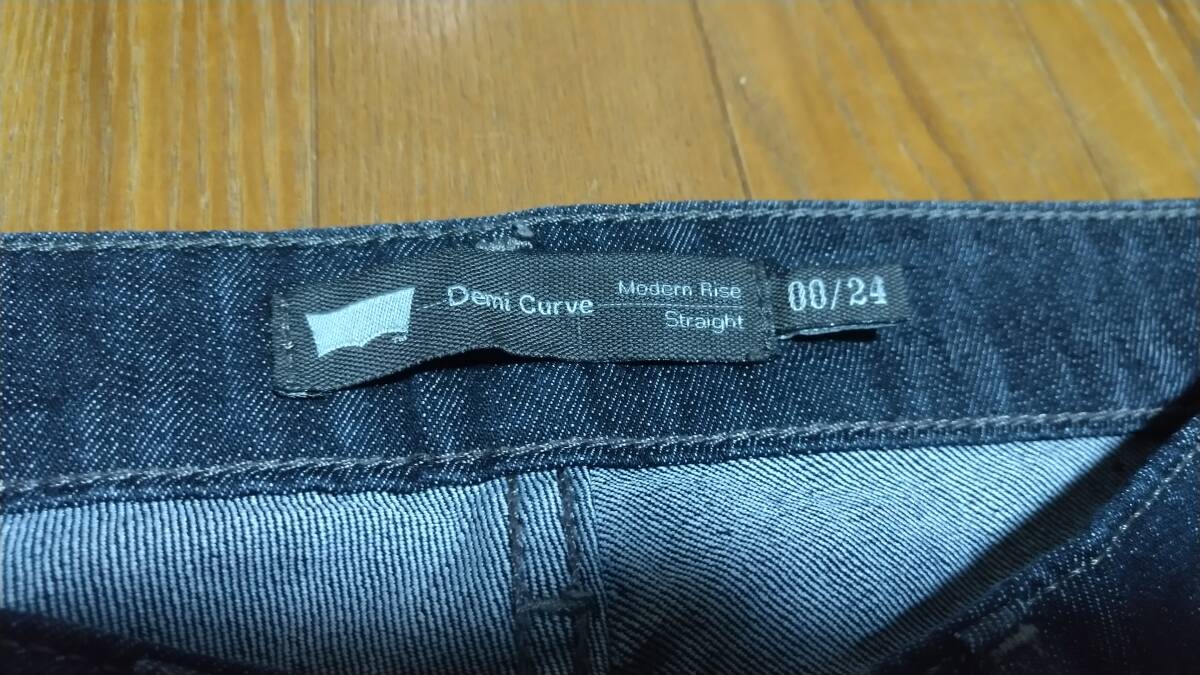 Demi Curve
Modern Rise
Straight
00/24